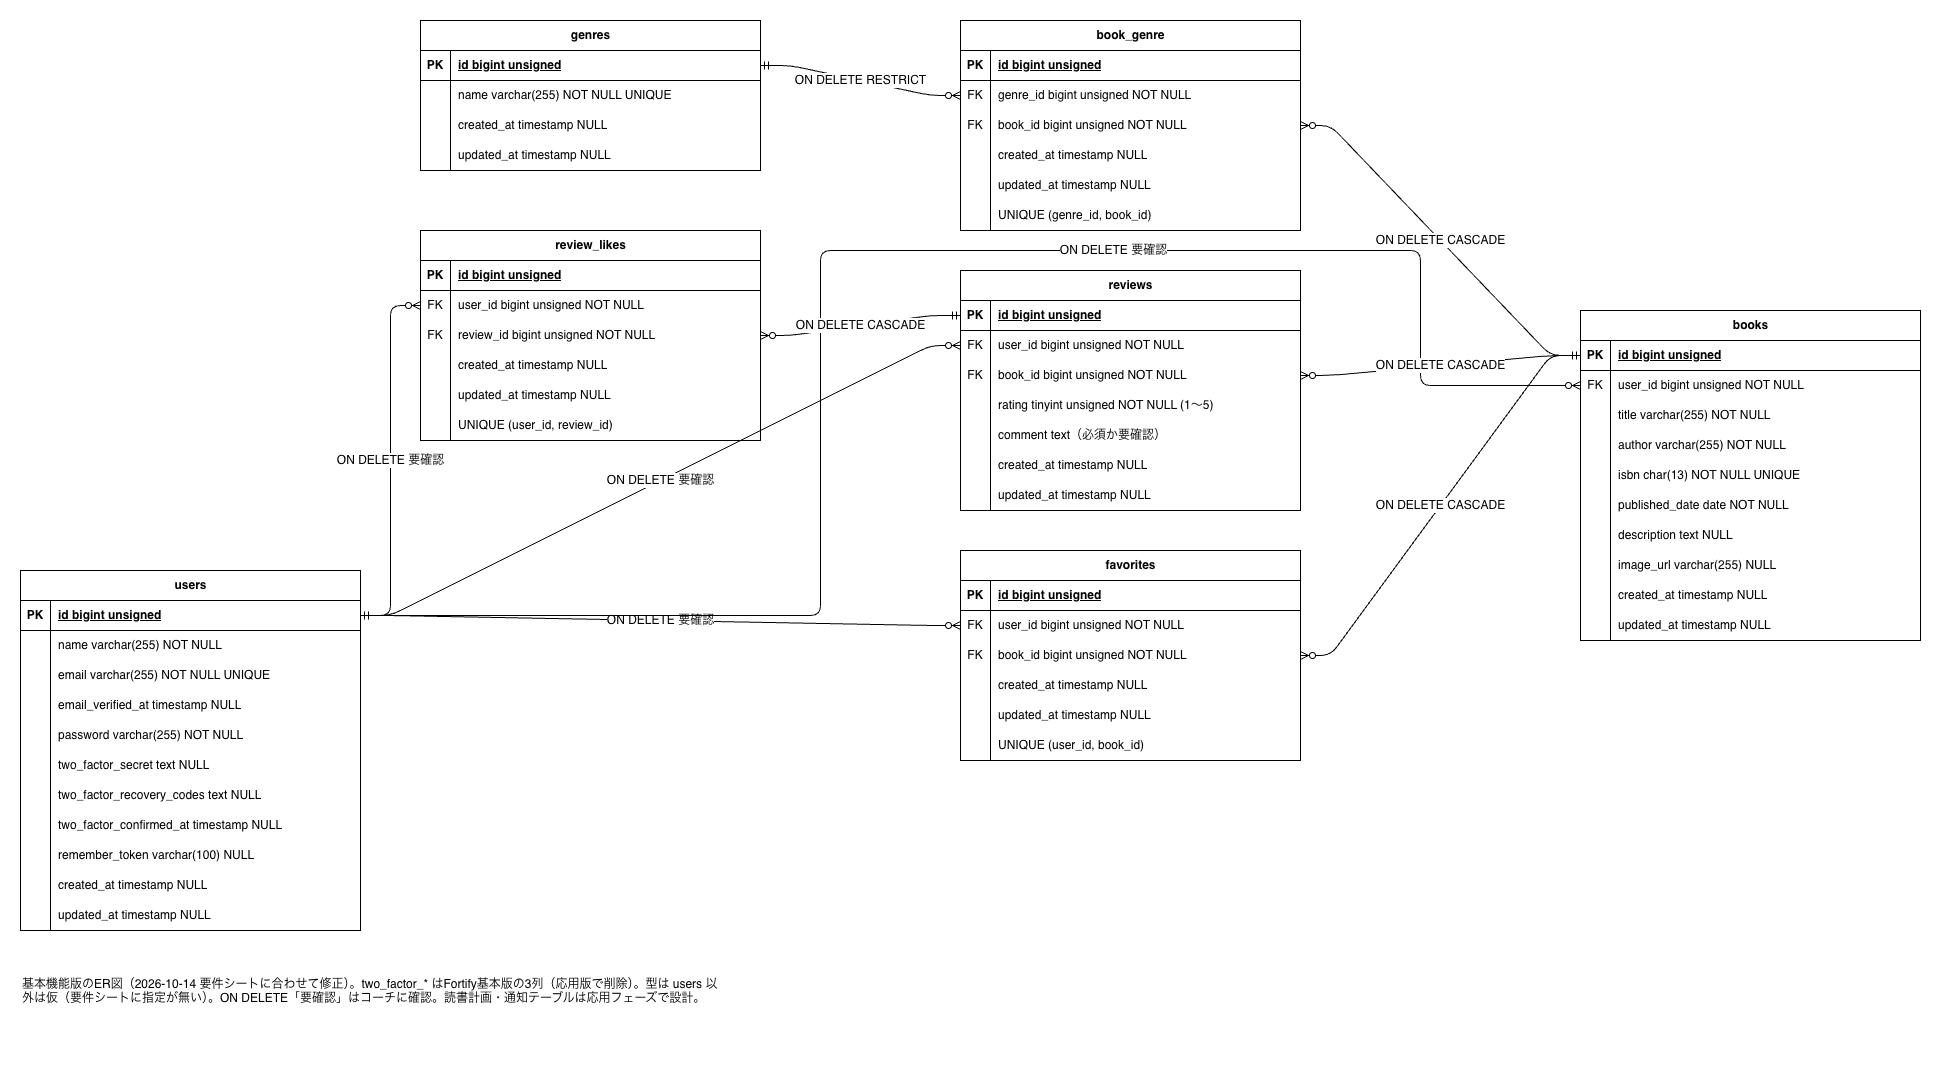 genres
PK id bigint unsigned
name varchar(255) NOT NULL UNIQUE
created_at timestamp NULL
updated_at timestamp NULL
ON DELETE RESTRICT
book_genre
PK id bigint unsigned
FK genre_id bigint unsigned NOT NULL
FK book_id bigint unsigned NOT NULL
created_at timestamp NULL
updated_at timestamp NULL
UNIQUE (genre_id, book_id)
ON DELETE CASCADE
ON DELETE 要確認
review_likes
PK id bigint unsigned
FK user_id bigint unsigned NOT NULL
FK review_id bigint unsigned NOT NULL
created_at timestamp NULL
updated_at timestamp NULL
UNIQUE (user_id, review_id)
ON DELETE CASCADE
reviews
PK id bigint unsigned
FK user_id bigint unsigned NOT NULL
FK book_id bigint unsigned NOT NULL
rating tinyint unsigned NOT NULL (1〜5)
comment text（必須か要確認）
created_at timestamp NULL
updated_at timestamp NULL
ON DELETE CASCADE
books
PK id bigint unsigned
FK user_id bigint unsigned NOT NULL
title varchar(255) NOT NULL
author varchar(255) NOT NULL
isbn char(13) NOT NULL UNIQUE
published_date date NOT NULL
description text NULL
image_url varchar(255) NULL
created_at timestamp NULL
updated_at timestamp NULL
ON DELETE 要確認
ON DELETE 要確認
ON DELETE CASCADE
users
PK id bigint unsigned
name varchar(255) NOT NULL
email varchar(255) NOT NULL UNIQUE
email_verified_at timestamp NULL
password varchar(255) NOT NULL
two_factor_secret text NULL
two_factor_recovery_codes text NULL
two_factor_confirmed_at timestamp NULL
remember_token varchar(100) NULL
created_at timestamp NULL
updated_at timestamp NULL
ON DELETE 要確認
favorites
PK id bigint unsigned
FK user_id bigint unsigned NOT NULL
FK book_id bigint unsigned NOT NULL
created_at timestamp NULL
updated_at timestamp NULL
UNIQUE (user_id, book_id)
基本機能版のER図（2026-10-14 要件シートに合わせて修正）。two_factor_* はFortify基本版の3列（応用版で削除）。型は users 以
外は仮（要件シートに指定が無い）。ON DELETE「要確認」はコーチに確認。読書計画・通知テーブルは応用フェーズで設計。